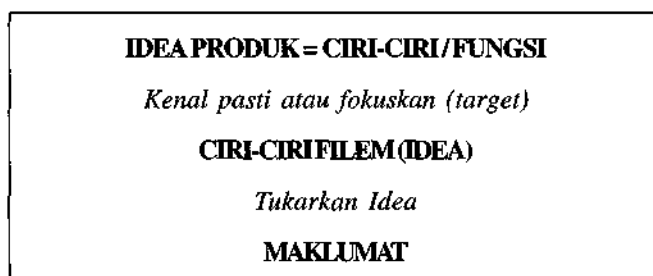 IDEA PRODUK = CIRI-CIRI / FUNGSI
Kenal pasti atau fokuskan (target)
CIRI-CIRI FILEM (IDEA)
Tukarkan Idea
MAKLUMAT